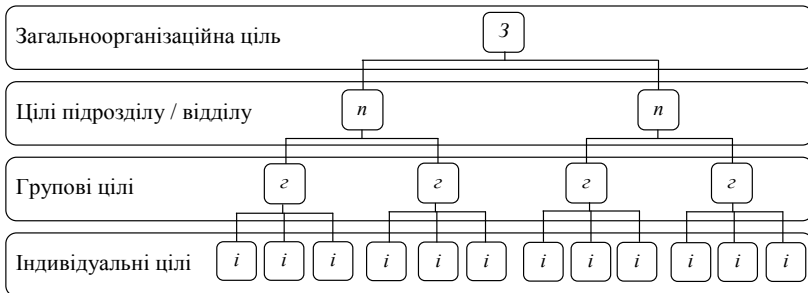 Загальноорганізаційна ціль З
Цілі підрозділу / відділу п п
Групові цілі г г г г
Індивідуальні цілі і і і і і і і і і і і і